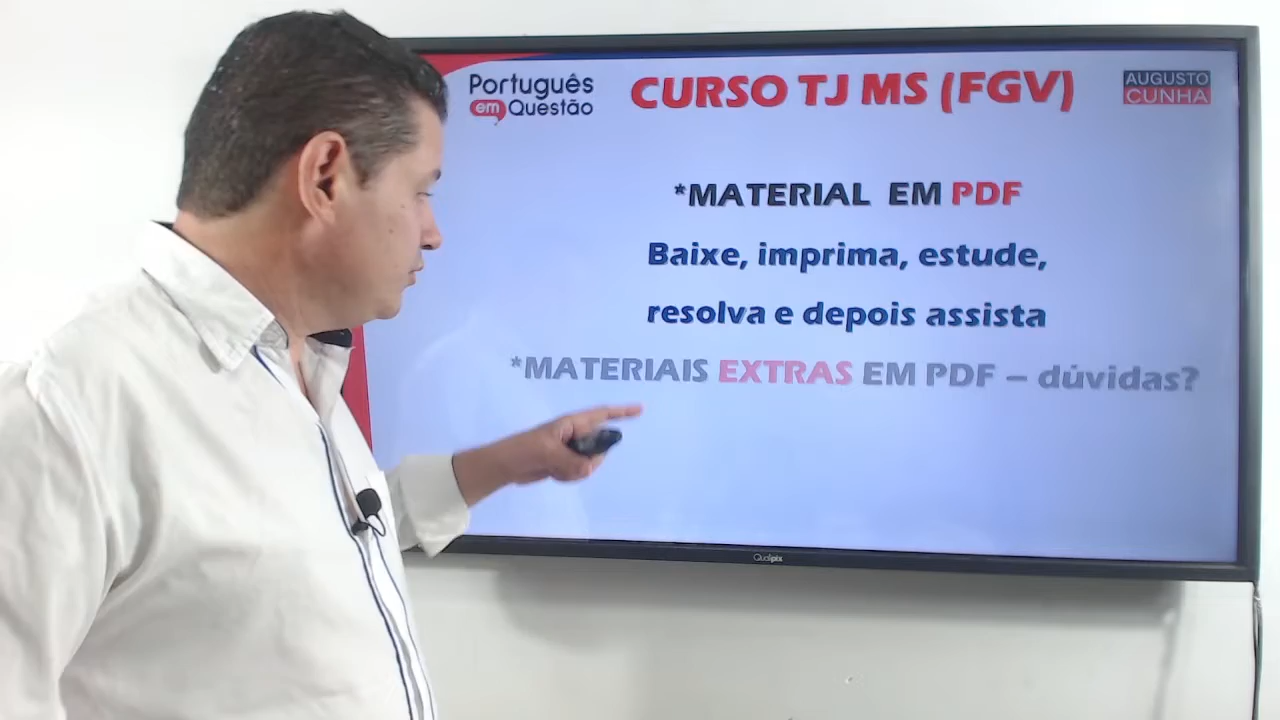 Português
em Questão
CURSO TJ MS (FGV)
AUGUSTO
CUNHA
*MATERIAL EM PDF
Baixe, imprima, estude,
resolva e depois assista
*MATERIAIS EXTRAS EM PDF – dúvidas?
Qualipix